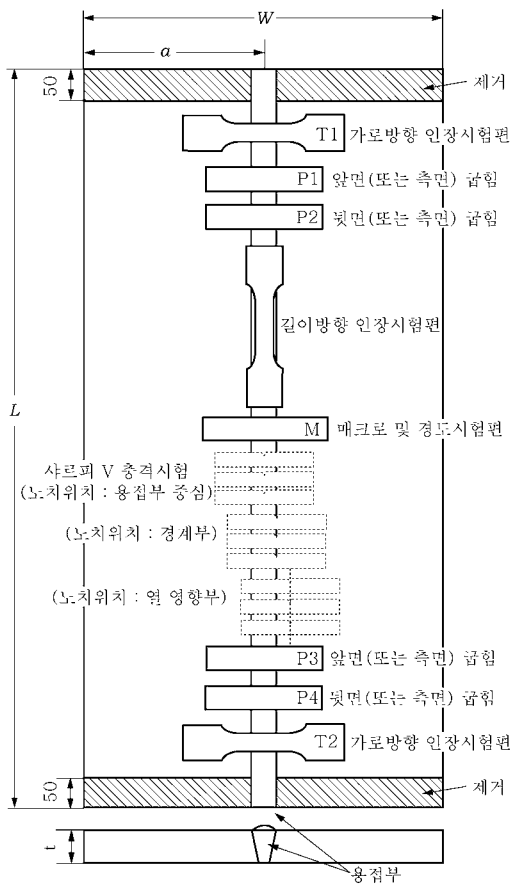 W
a
50
제거
T1 가로방향 인장시험편
P1 앞면(또는 측면) 굽힘
P2 뒷면(또는 측면) 굽힘
길이방향 인장시험편
L
M 매크로 및 경도시험편
샤르피 V 충격시험
(노치위치 : 용접부 중심)
(노치위치 : 경계부)
(노치위치 : 열 영향부)
P3 앞면(또는 측면) 굽힘
P4 뒷면(또는 측면) 굽힘
T2 가로방향 인장시험편
50
제거
t
용접부